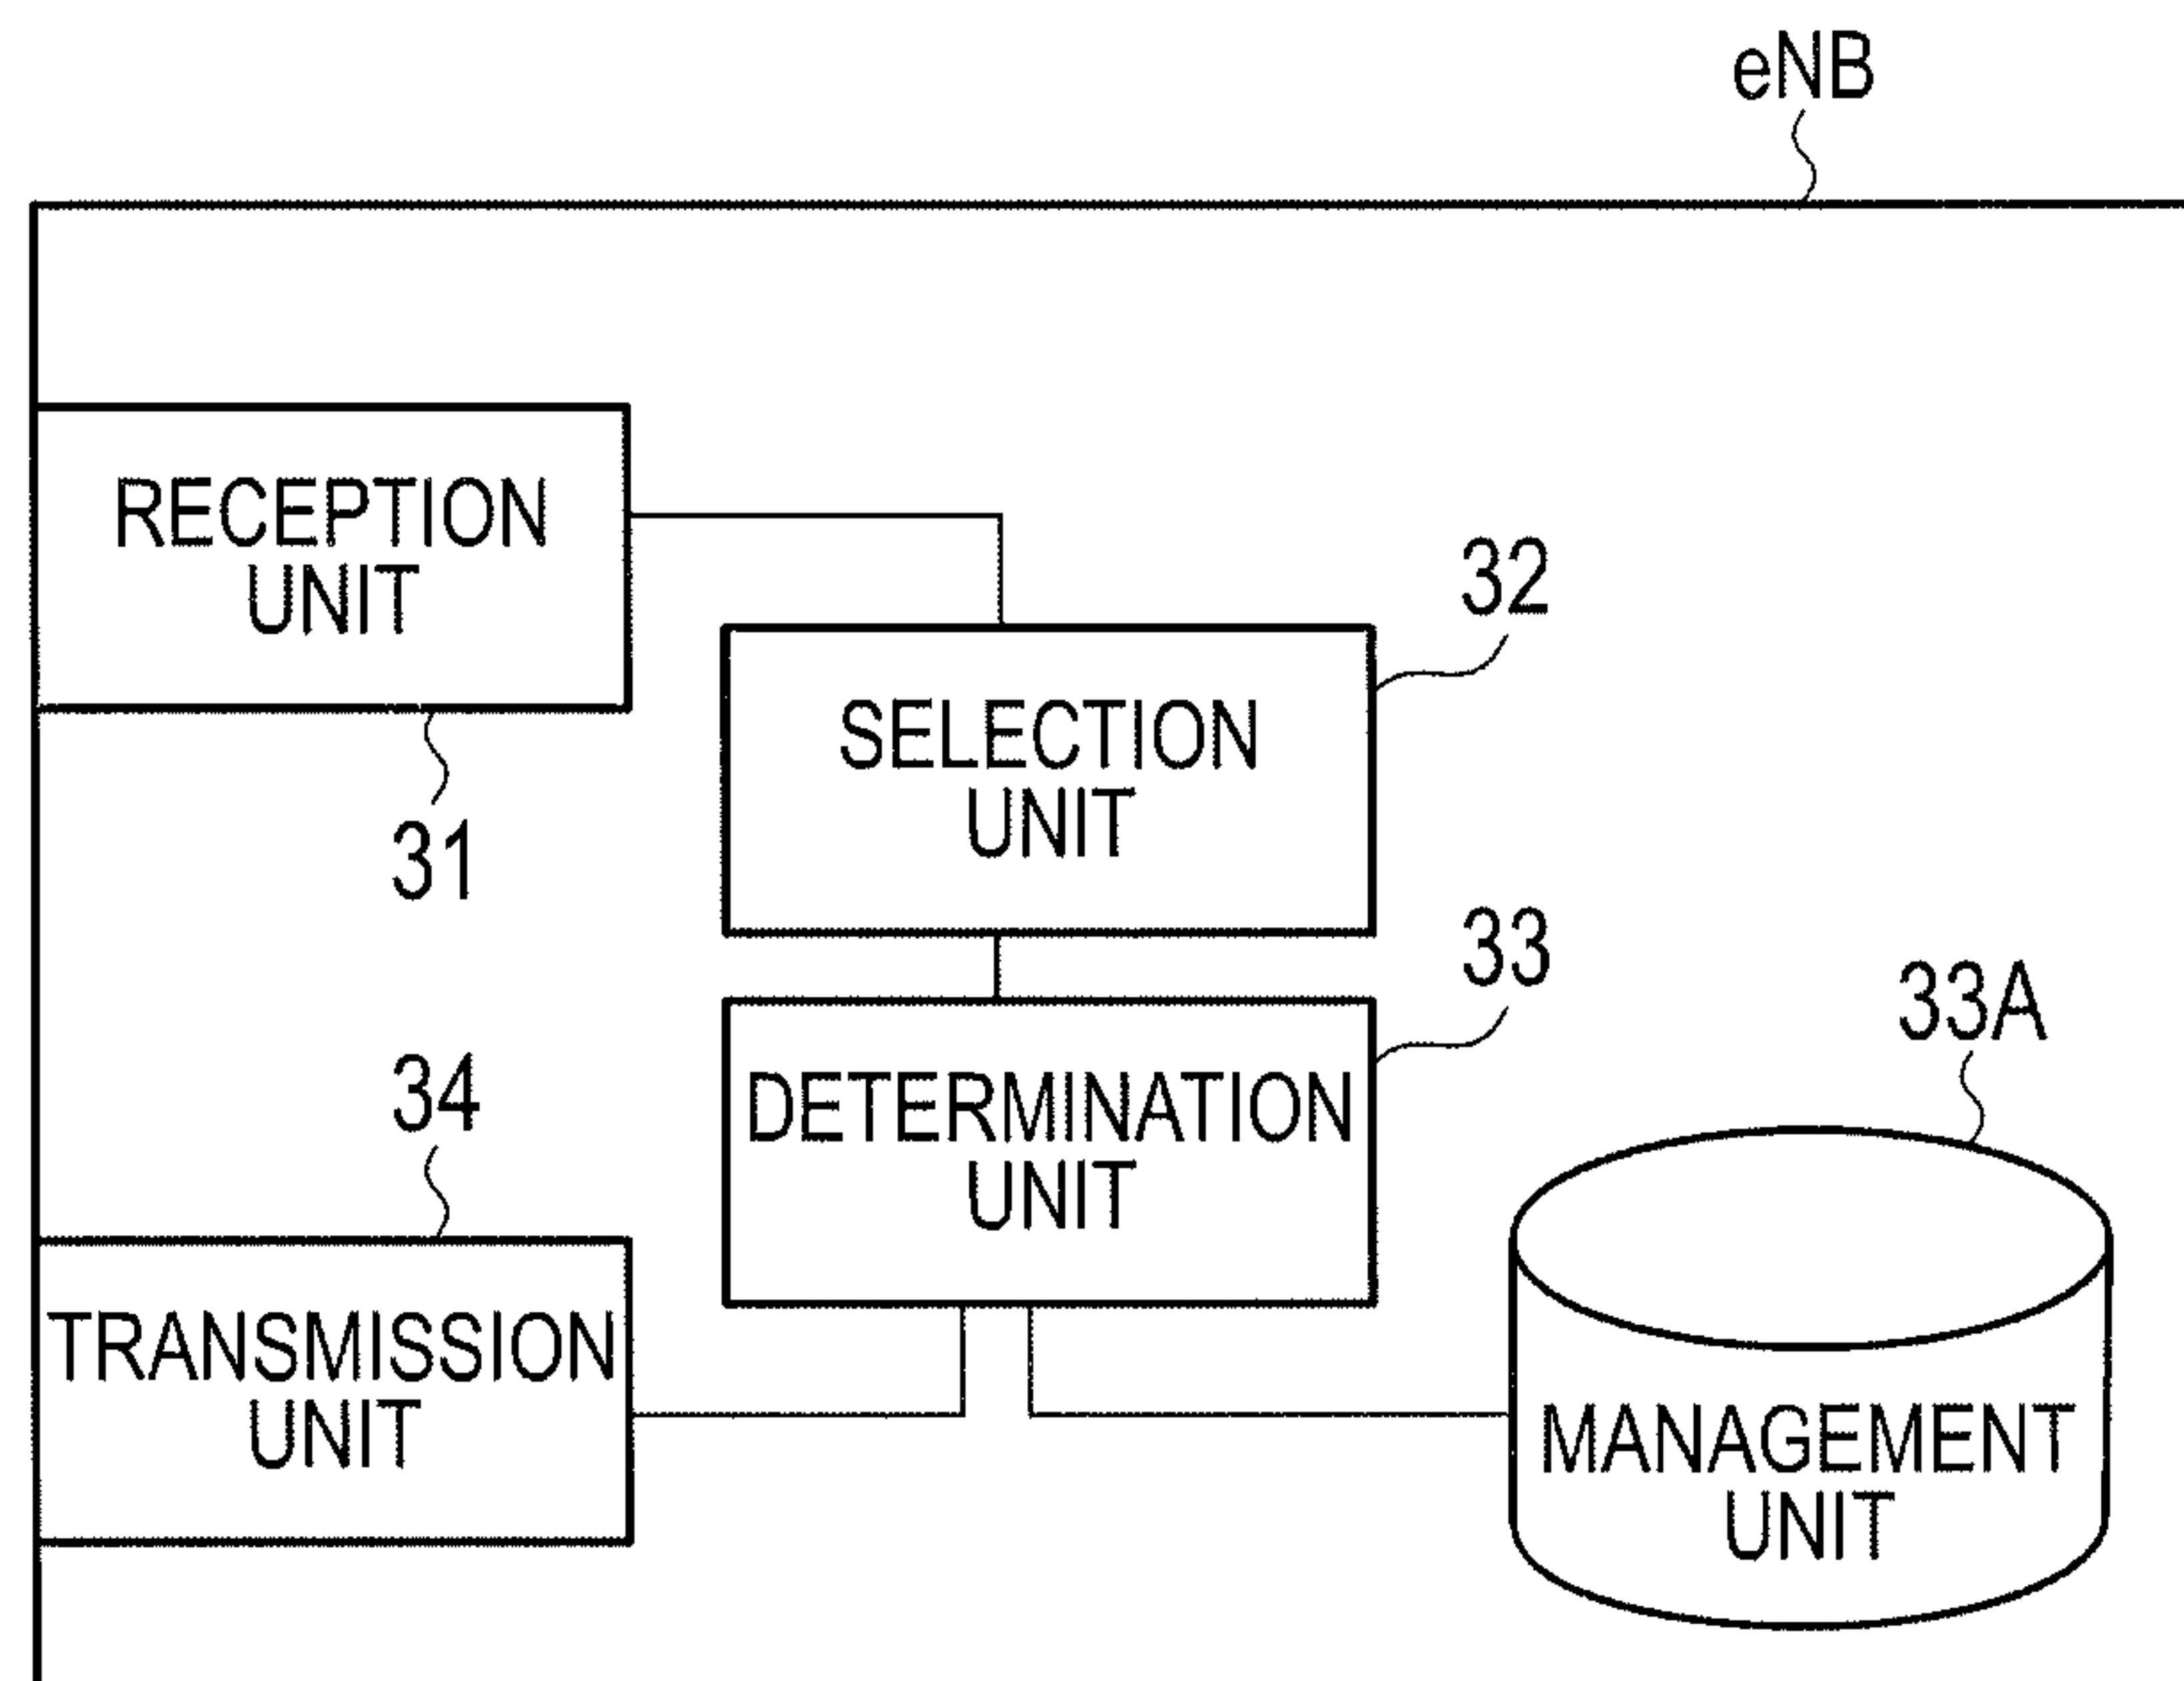 eNB
RECEPTION
UNIT
31
32
SELECTION
UNIT
33
DETERMINATION
UNIT
33A
34
TRANSMISSION
UNIT
MANAGEMENT
UNIT